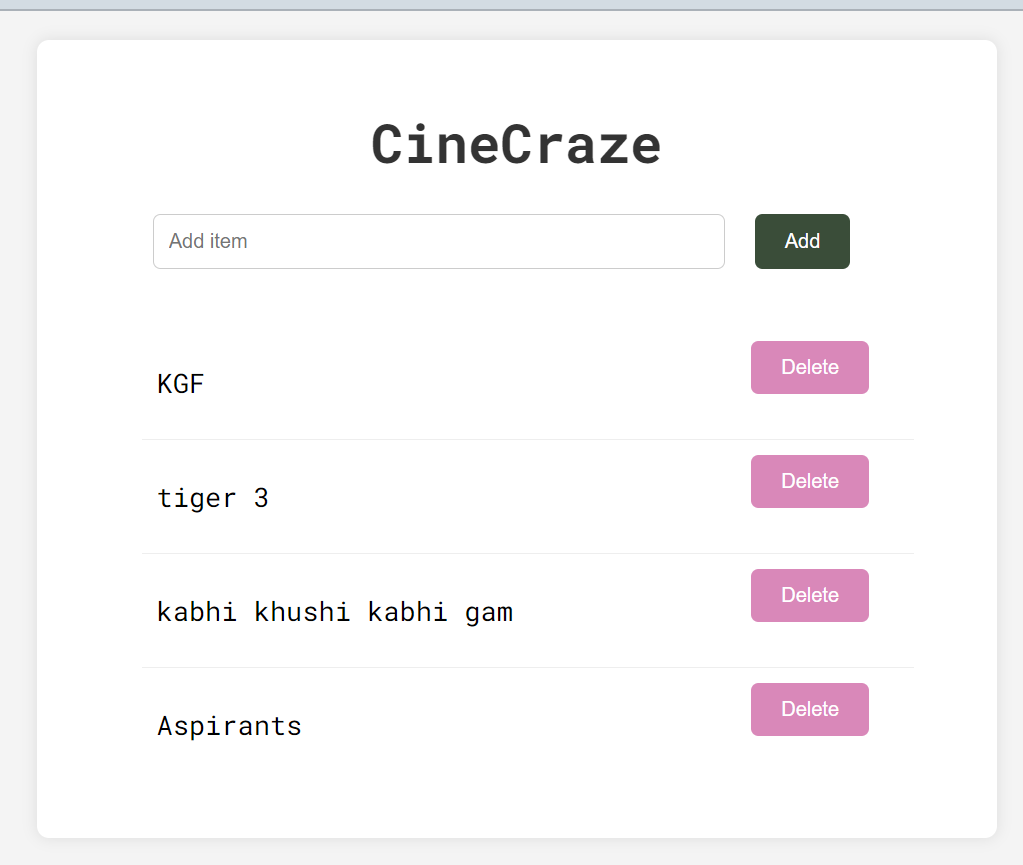 CineCraze
Add item
Add
KGF
Delete
tiger 3
Delete
kabhi khushi kabhi gam
Delete
Aspirants
Delete